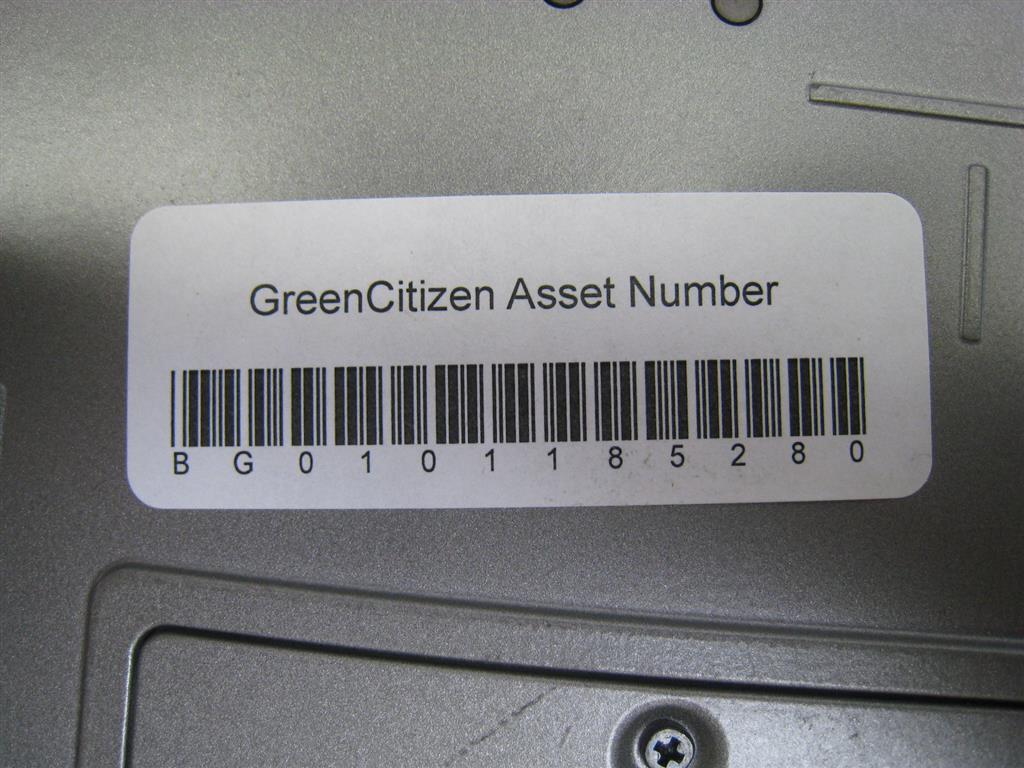 GreenCitizen Asset Number
B G 0 1 0 1 1 8 5 2 8 0